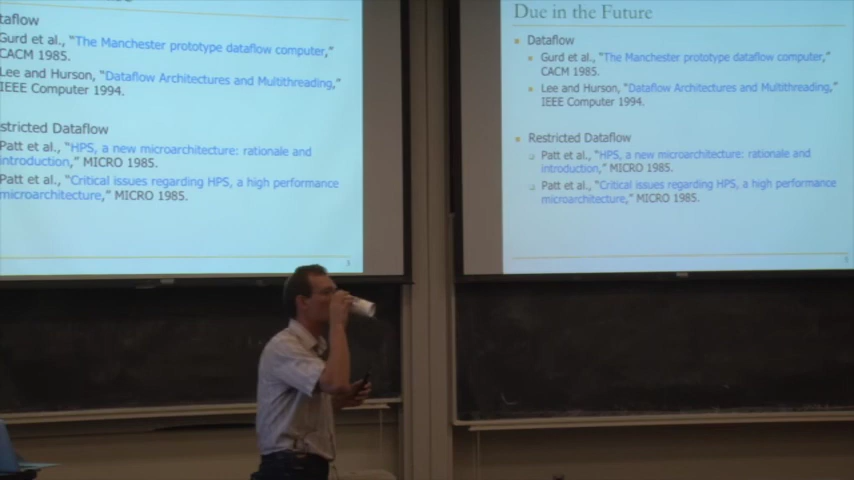 taflow
Gurd et al., "The Manchester prototype dataflow computer,"
CACM 1985.
Lee and Hurson, "Dataflow Architectures and Multithreading,"
IEEE Computer 1994.
stricted Dataflow
Patt et al., "HPS, a new microarchitecture: rationale and
introduction," MICRO 1985.
Patt et al., "Critical issues regarding HPS, a high performance
microarchitecture," MICRO 1985.
3
Due in the Future
Dataflow
Gurd et al., "The Manchester prototype dataflow computer,"
CACM 1985.
Lee and Hurson, "Dataflow Architectures and Multithreading,"
IEEE Computer 1994.
Restricted Dataflow
Patt et al., "HPS, a new microarchitecture: rationale and
introduction," MICRO 1985.
Patt et al., "Critical issues regarding HPS, a high performance
microarchitecture," MICRO 1985.